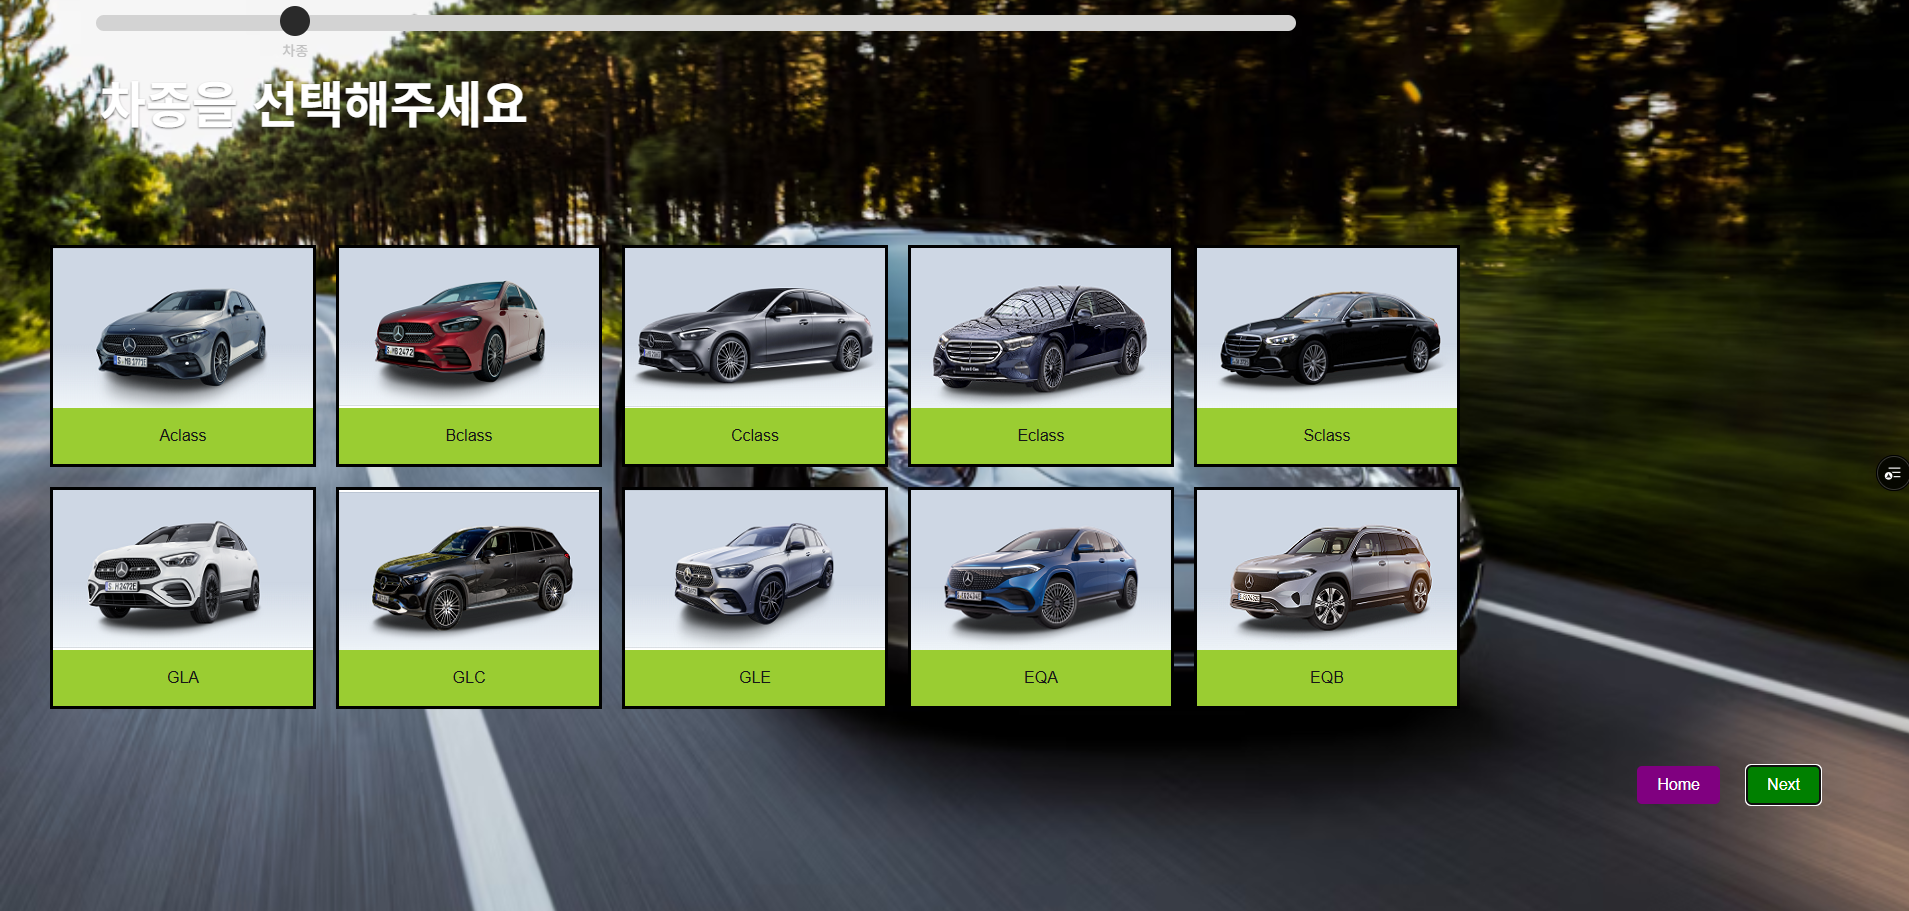 차종
차종을 선택해주세요
Aclass
Bclass
Cclass
Eclass
Sclass
GLA
GLC
GLE
EQA
EQB
Home
Next